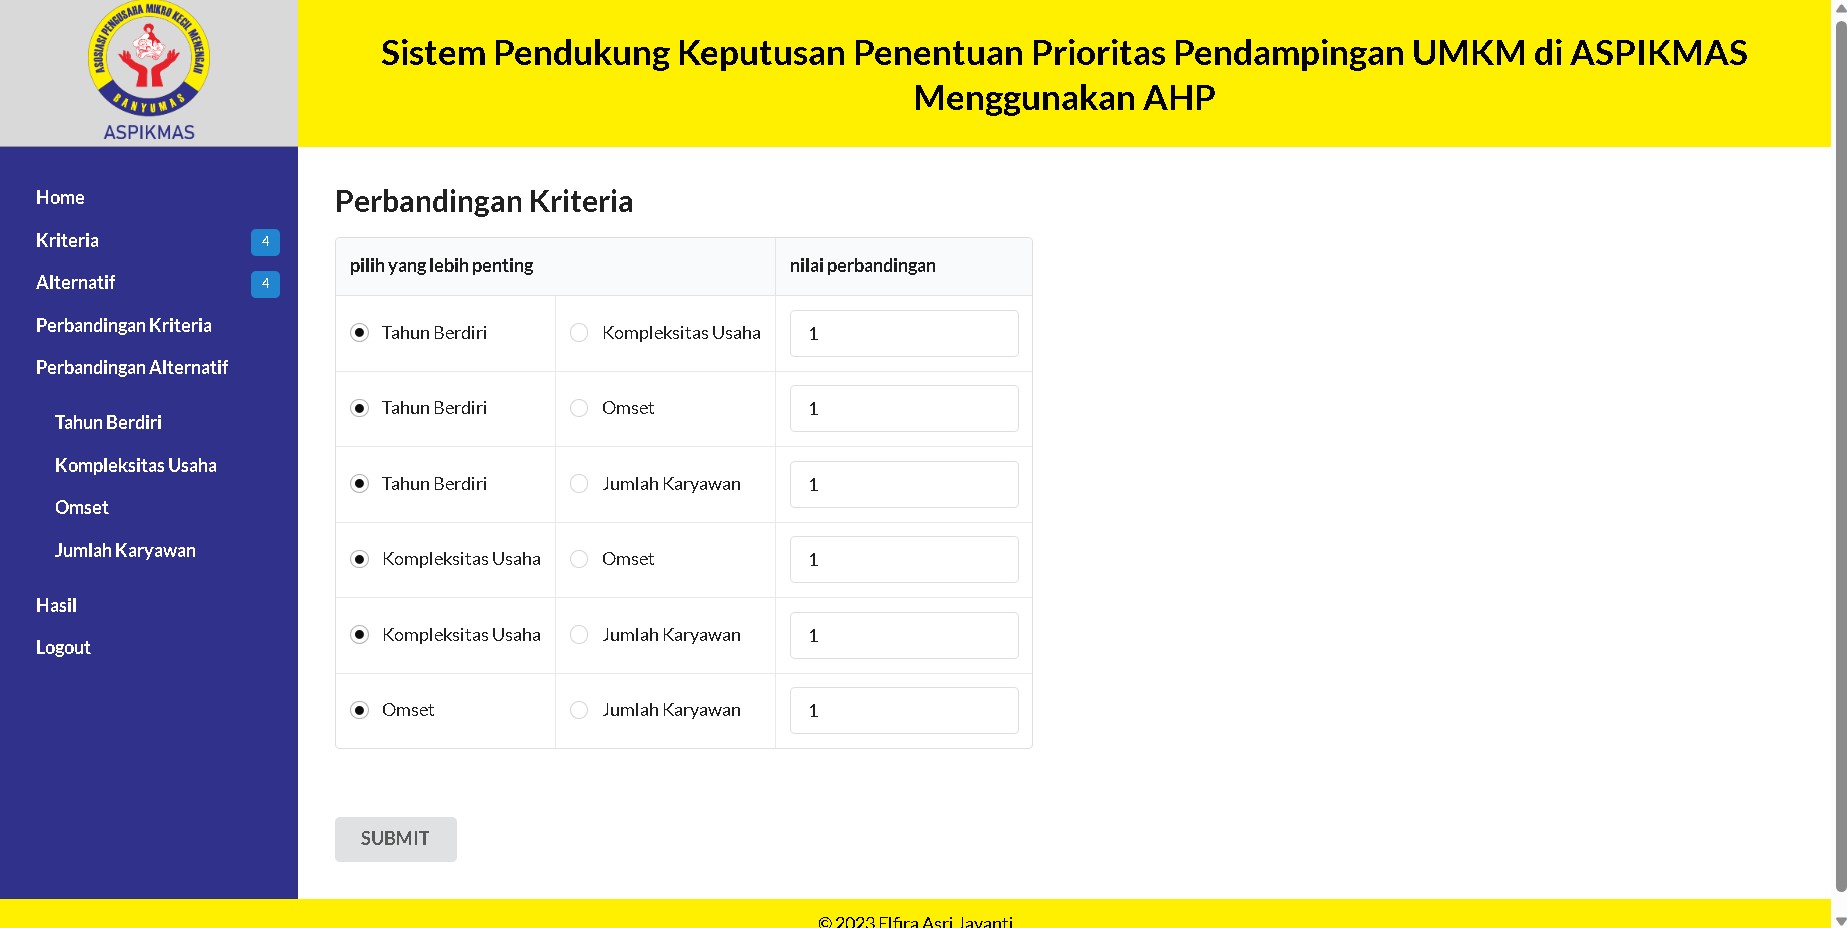 ASOSIASI PENGUSAHA MIKRO KECIL MENENGAH
BANYUMAS
ASPIKMAS
Sistem Pendukung Keputusan Penentuan Prioritas Pendampingan UMKM di ASPIKMAS
Menggunakan AHP
Home
Kriteria 4
Alternatif 4
Perbandingan Kriteria
Perbandingan Alternatif
Tahun Berdiri
Kompleksitas Usaha
Omset
Jumlah Karyawan
Hasil
Logout
Perbandingan Kriteria
pilih yang lebih penting nilai perbandingan
Tahun Berdiri Kompleksitas Usaha 1
Tahun Berdiri Omset 1
Tahun Berdiri Jumlah Karyawan 1
Kompleksitas Usaha Omset 1
Kompleksitas Usaha Jumlah Karyawan 1
Omset Jumlah Karyawan 1
SUBMIT
© 2023 Elfira Asri Jayanti